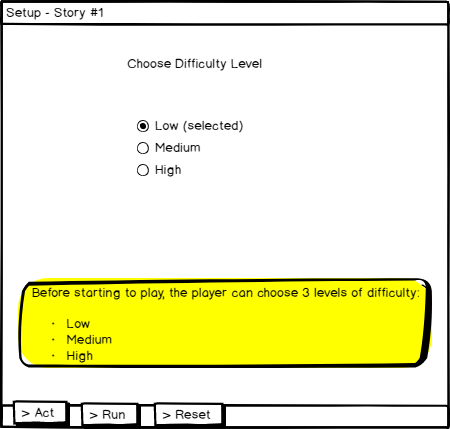 Setup - Story #1
Choose Difficulty Level
Low (selected)
Medium
High
Before starting to play, the player can choose 3 levels of difficulty:
· Low
· Medium
· High
> Act
> Run
> Reset